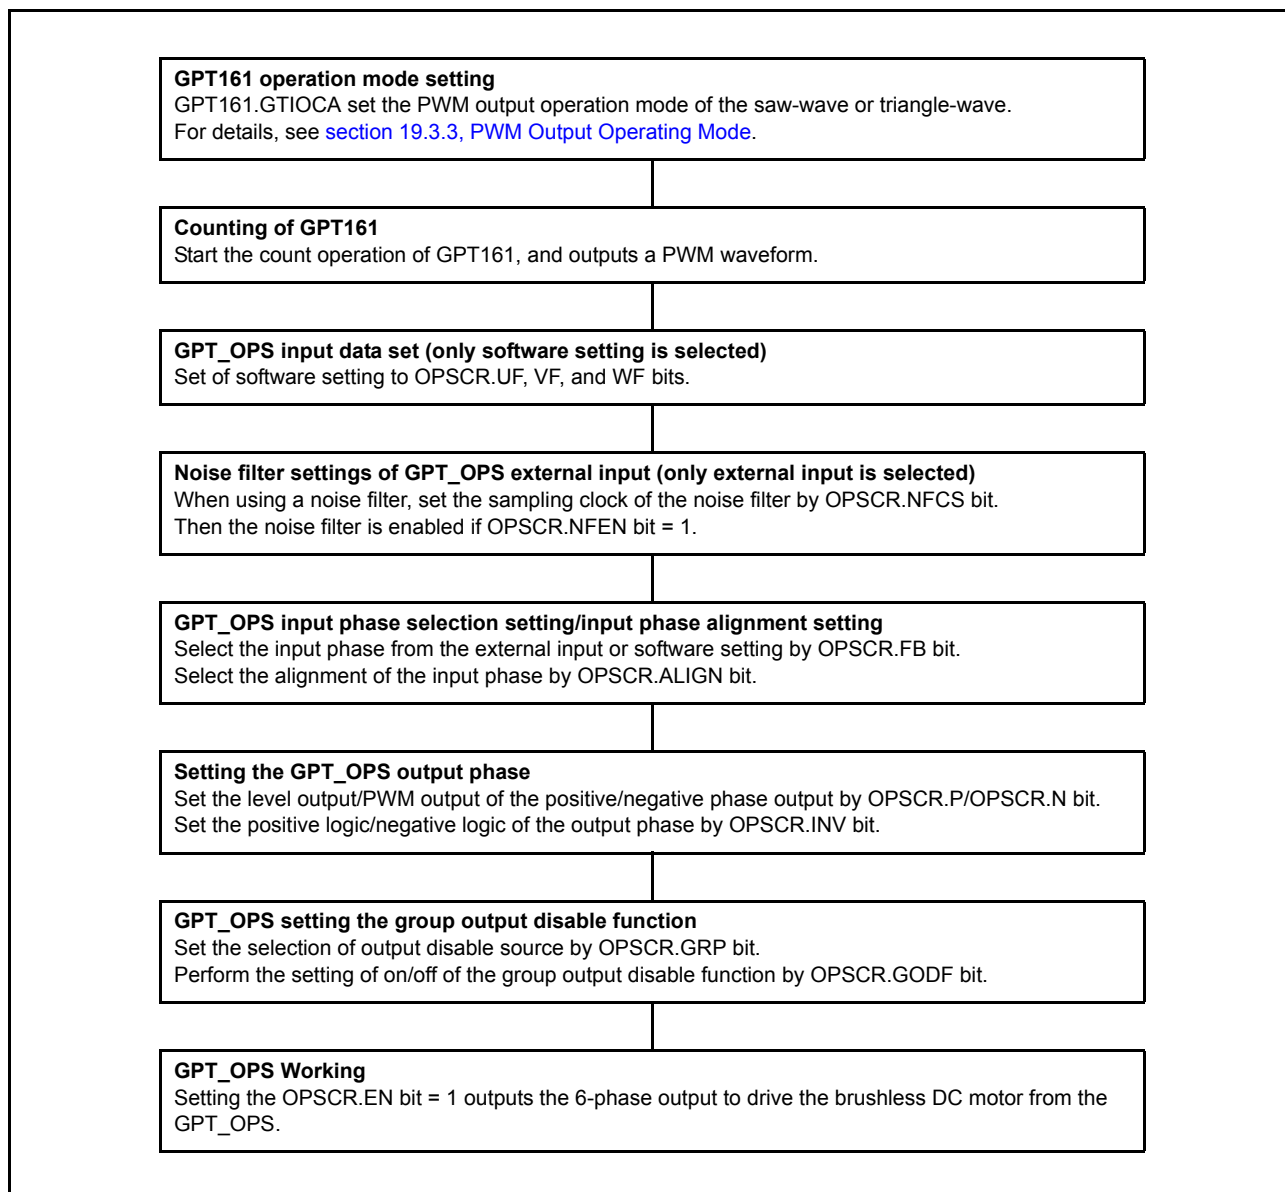 GPT161 operation mode setting
GPT161.GTIOCA set the PWM output operation mode of the saw-wave or triangle-wave.
For details, see section 19.3.3, PWM Output Operating Mode.
Counting of GPT161
Start the count operation of GPT161, and outputs a PWM waveform.
GPT_OPS input data set (only software setting is selected)
Set of software setting to OPSCR.UF, VF, and WF bits.
Noise filter settings of GPT_OPS external input (only external input is selected)
When using a noise filter, set the sampling clock of the noise filter by OPSCR.NFCS bit.
Then the noise filter is enabled if OPSCR.NFEN bit = 1.
GPT_OPS input phase selection setting/input phase alignment setting
Select the input phase from the external input or software setting by OPSCR.FB bit.
Select the alignment of the input phase by OPSCR.ALIGN bit.
Setting the GPT_OPS output phase
Set the level output/PWM output of the positive/negative phase output by OPSCR.P/OPSCR.N bit.
Set the positive logic/negative logic of the output phase by OPSCR.INV bit.
GPT_OPS setting the group output disable function
Set the selection of output disable source by OPSCR.GRP bit.
Perform the setting of on/off of the group output disable function by OPSCR.GODF bit.
GPT_OPS Working
Setting the OPSCR.EN bit = 1 outputs the 6-phase output to drive the brushless DC motor from the
GPT_OPS.